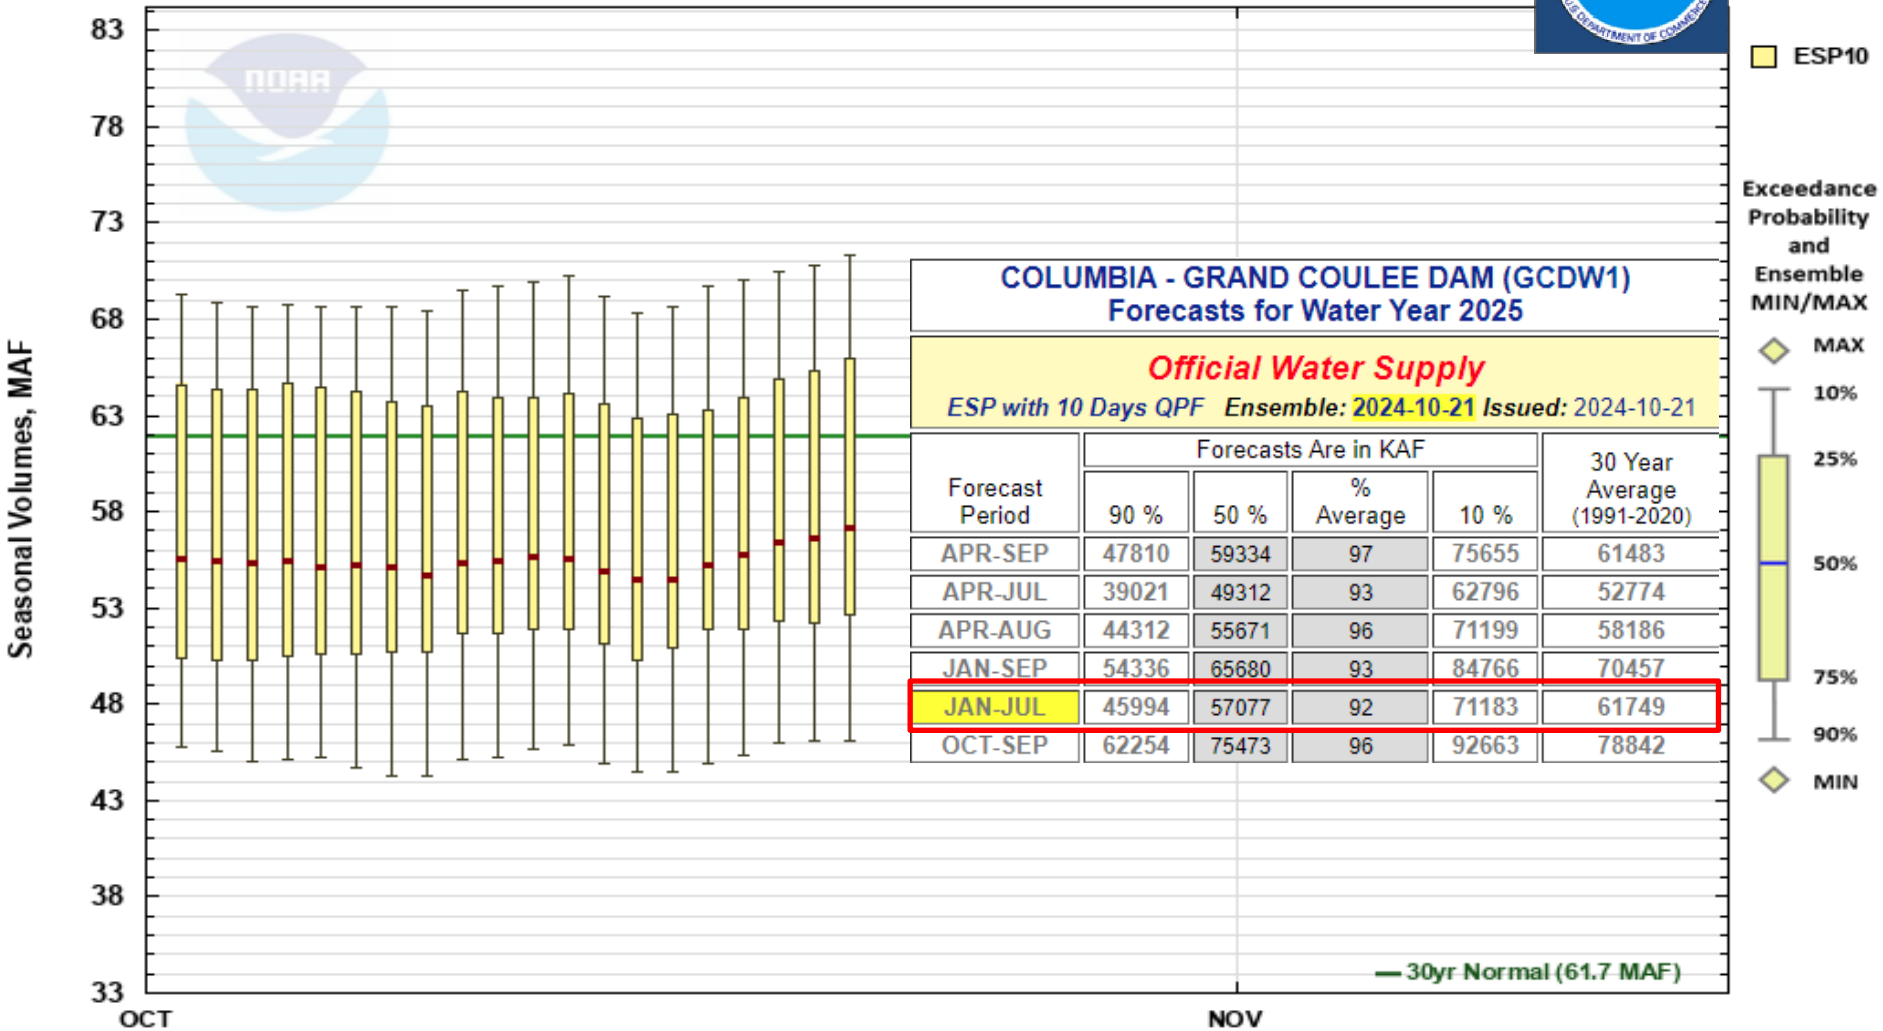 U.S. DEPARTMENT OF COMMERCE
NOAA
ESP10
83
78
73
68
63
58
53
48
43
38
33
Seasonal Volumes, MAF
OCT
NOV
Exceedance
Probability
and
Ensemble
MIN/MAX
MAX
10%
25%
50%
75%
90%
MIN
COLUMBIA - GRAND COULEE DAM (GCDW1)
Forecasts for Water Year 2025
Official Water Supply
ESP with 10 Days QPF Ensemble: 2024-10-21 Issued: 2024-10-21
Forecast Period Forecasts Are in KAF 30 Year Average (1991-2020)
90 % 50 % % Average 10 %
APR-SEP 47810 59334 97 75655 61483
APR-JUL 39021 49312 93 62796 52774
APR-AUG 44312 55671 96 71199 58186
JAN-SEP 54336 65680 93 84766 70457
JAN-JUL 45994 57077 92 71183 61749
OCT-SEP 62254 75473 96 92663 78842
30yr Normal (61.7 MAF)